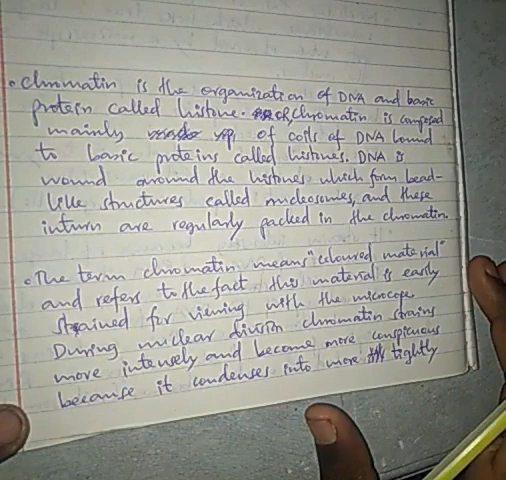 • Chromatin is the organization of DNA and basic
protein called histone. OR Chromatin is composed
mainly of coils of DNA bound
to basic proteins called histones. DNA is
wound around the histones which form bead-
like structures called nucleosomes, and these
inturn are regularly packed in the chromatin.
• The term chromatin means "coloured material"
and refers to the fact this material is easily
stained for viewing with the microcope
During nuclear division chromatin strains
more intensely and become more conspicuous
because it condenses into more tightly